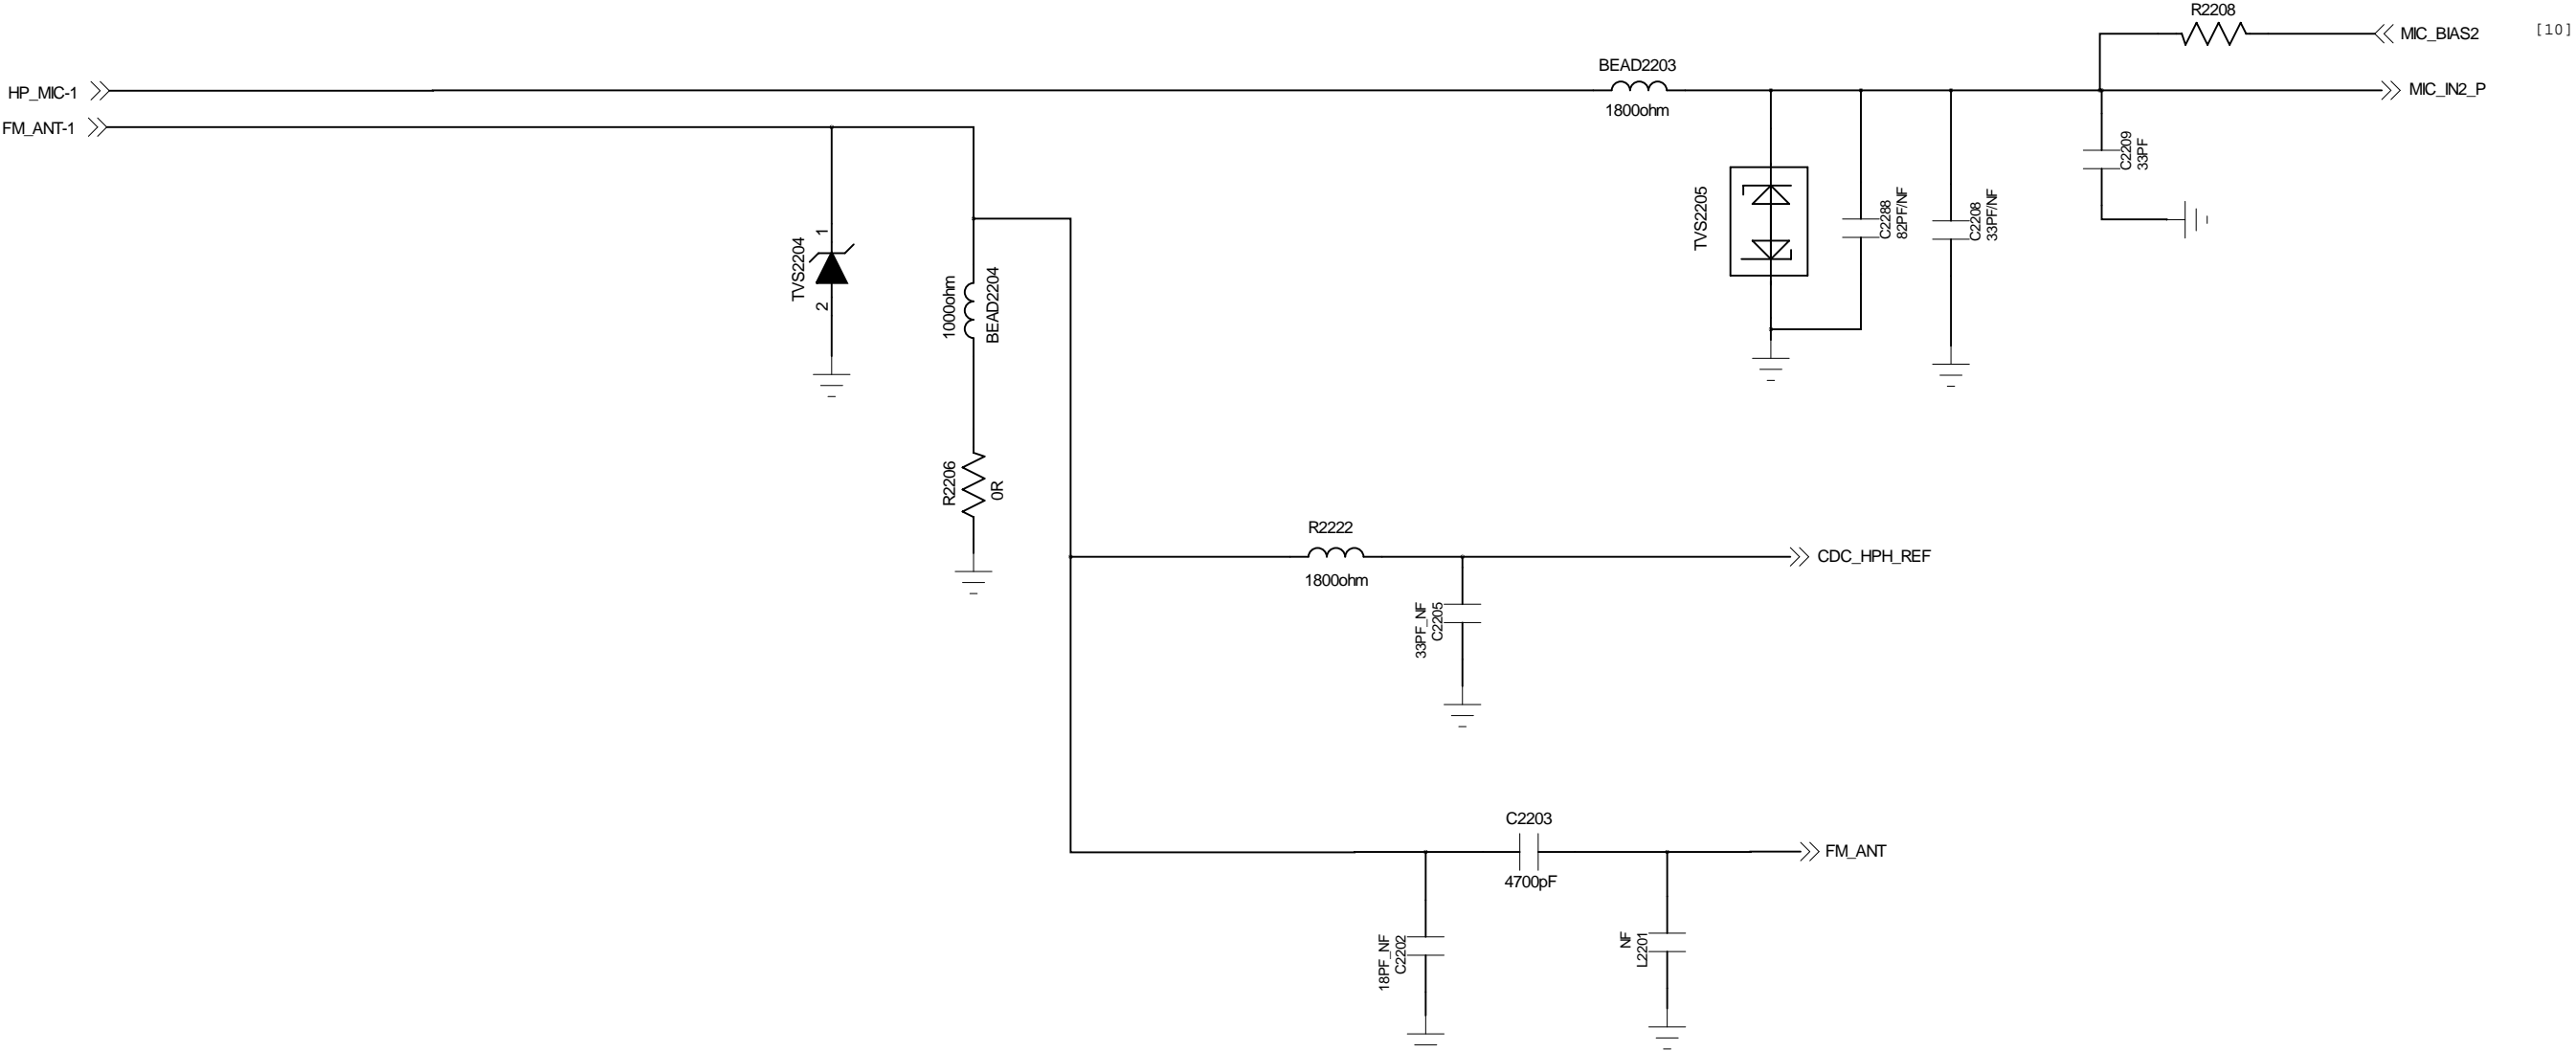 R2208
MIC_BIAS2
[10]
BEAD2203
1800ohm
HP_MIC-1
MIC_IN2_P
FM_ANT-1
C2209
33PF
TVS2205
C2288
82PF/NF
C2208
33PF/NF
TVS2204
1
2
1000ohm
BEAD2204
R2206
0R
R2222
1800ohm
CDC_HPH_REF
33PF_NF
C2205
C2203
4700pF
FM_ANT
18PF_NF
C2202
NF
L2201